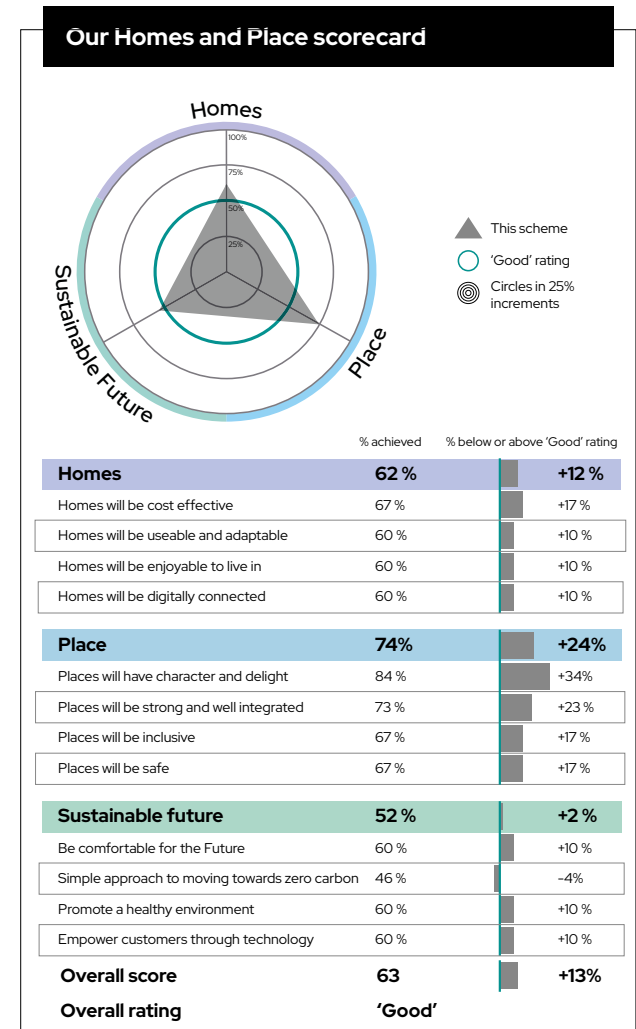 Our Homes and Place scorecard
Homes
100%
75%
50%
25%
Sustainable Future
Place
This scheme
'Good' rating
Circles in 25%
increments
% achieved % below or above 'Good' rating
Homes 62 % +12 %
Homes will be cost effective 67 % +17 %
Homes will be useable and adaptable 60 % +10 %
Homes will be enjoyable to live in 60 % +10 %
Homes will be digitally connected 60 % +10 %
Place 74% +24%
Places will have character and delight 84 % +34%
Places will be strong and well integrated 73 % +23 %
Places will be inclusive 67 % +17 %
Places will be safe 67 % +17 %
Sustainable future 52 % +2 %
Be comfortable for the Future 60 % +10 %
Simple approach to moving towards zero carbon 46 % -4%
Promote a healthy environment 60 % +10 %
Empower customers through technology 60 % +10 %
Overall score 63 +13%
Overall rating 'Good'